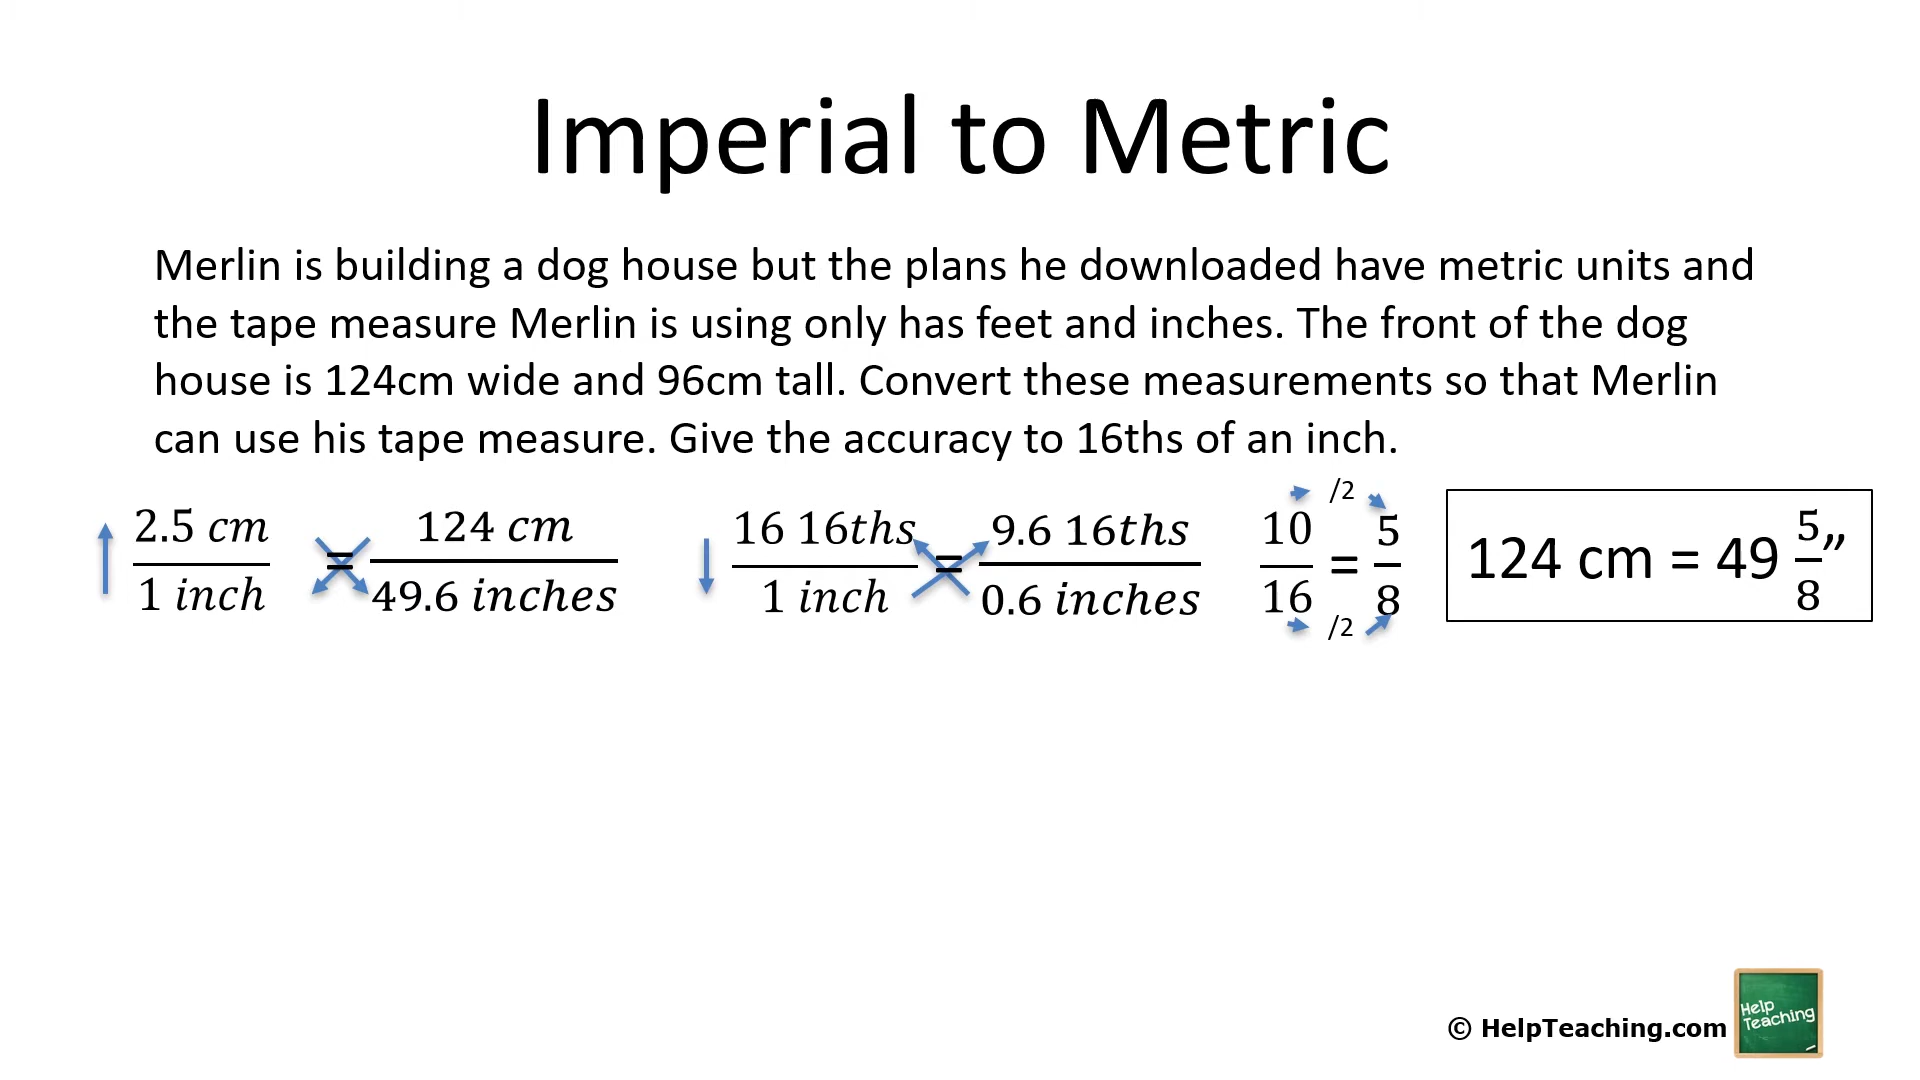 Imperial to Metric
Merlin is building a dog house but the plans he downloaded have metric units and
the tape measure Merlin is using only has feet and inches. The front of the dog
house is 124cm wide and 96cm tall. Convert these measurements so that Merlin
can use his tape measure. Give the accuracy to 16ths of an inch.
2.5 cm / 1 inch = 124 cm / 49.6 inches
16 16ths / 1 inch = 9.6 16ths / 0.6 inches
/2
10/16 = 5/8
/2
124 cm = 49 5/8”
© HelpTeaching.com
Help
Teaching